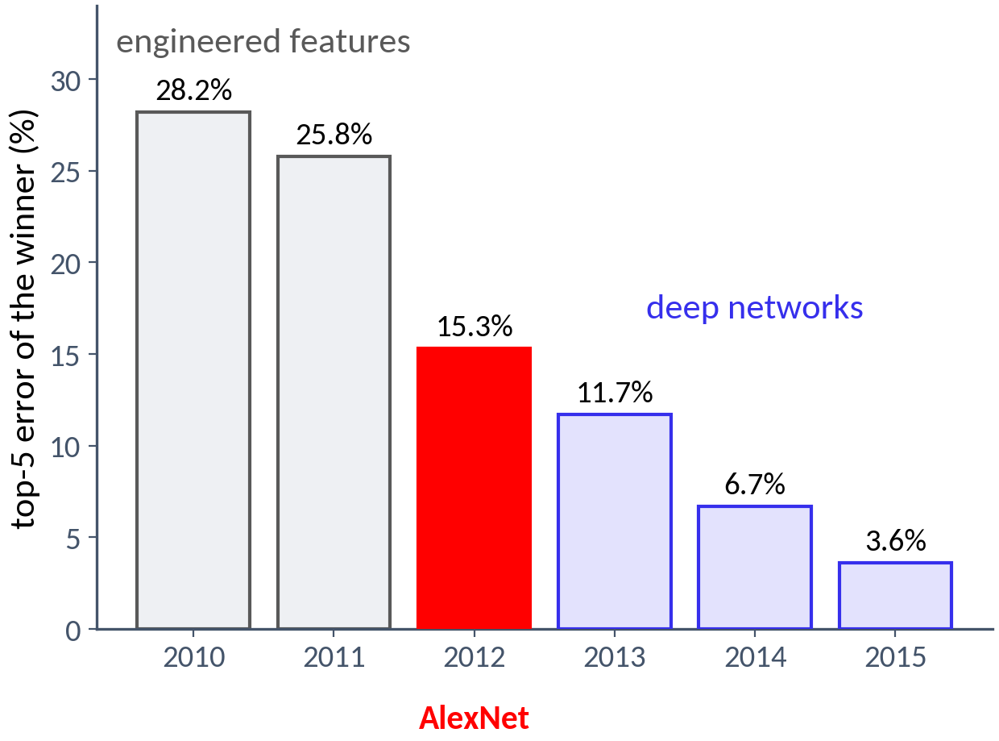 engineered features
28.2%
25.8%
15.3%
11.7%
6.7%
3.6%
deep networks
top-5 error of the winner (%)
30
25
20
15
10
5
0
2010 2011 2012 2013 2014 2015
AlexNet